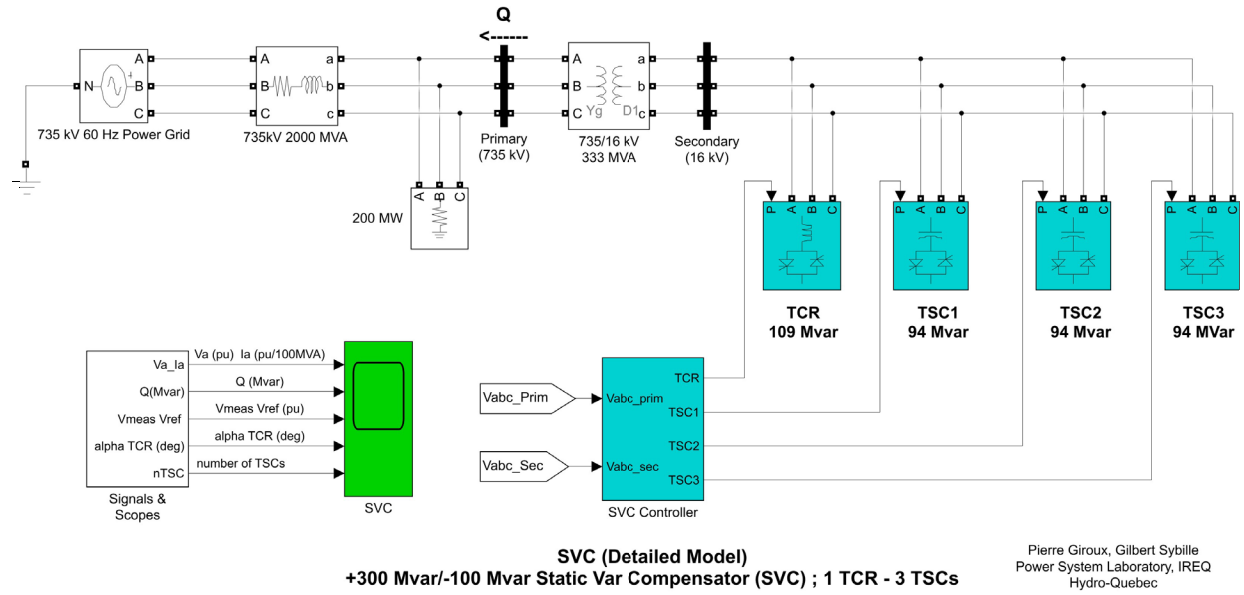 Q
<------
A
B
C
N
+
735 kV 60 Hz Power Grid
A
B
C
a
b
c
735kV 2000 MVA
Primary
(735 kV)
A
B
C
a
b
c
Yg
D1
735/16 kV
333 MVA
Secondary
(16 kV)
A
B
C
200 MW
P
A
B
C
TCR
109 Mvar
P
A
B
C
TSC1
94 Mvar
P
A
B
C
TSC2
94 Mvar
P
A
B
C
TSC3
94 MVar
Va_Ia
Q(Mvar)
Vmeas Vref
alpha TCR (deg)
nTSC
Signals &
Scopes
Va (pu) Ia (pu/100MVA)
Q (Mvar)
Vmeas Vref (pu)
alpha TCR (deg)
number of TSCs
SVC
Vabc_Prim
Vabc_Sec
Vabc_prim
Vabc_sec
TCR
TSC1
TSC2
TSC3
SVC Controller
SVC (Detailed Model)
+300 Mvar/-100 Mvar Static Var Compensator (SVC) ; 1 TCR - 3 TSCs
Pierre Giroux, Gilbert Sybille
Power System Laboratory, IREQ
Hydro-Quebec